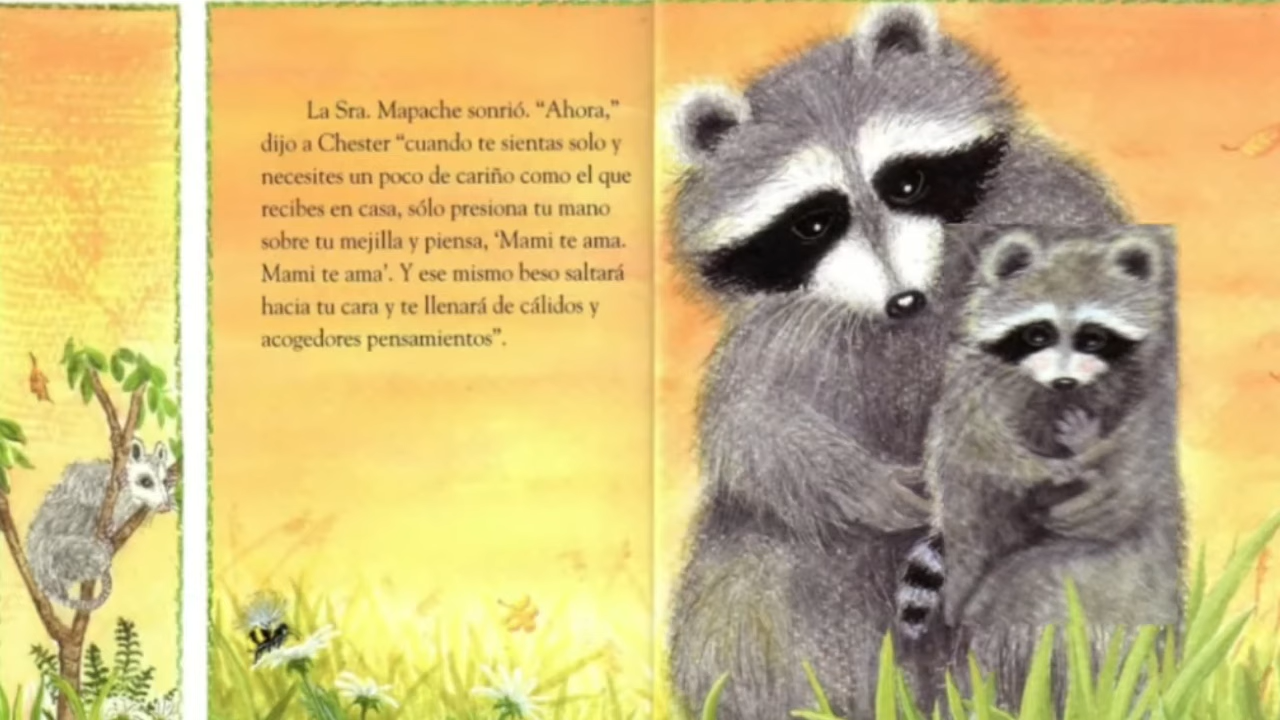 La Sra. Mapache sonrió. “Ahora,”
dijo a Chester “cuando te sientas solo y
necesites un poco de cariño como el que
recibes en casa, sólo presiona tu mano
sobre tu mejilla y piensa, ‘Mami te ama.
Mami te ama’. Y ese mismo beso saltará
hacia tu cara y te llenará de cálidos y
acogedores pensamientos”.